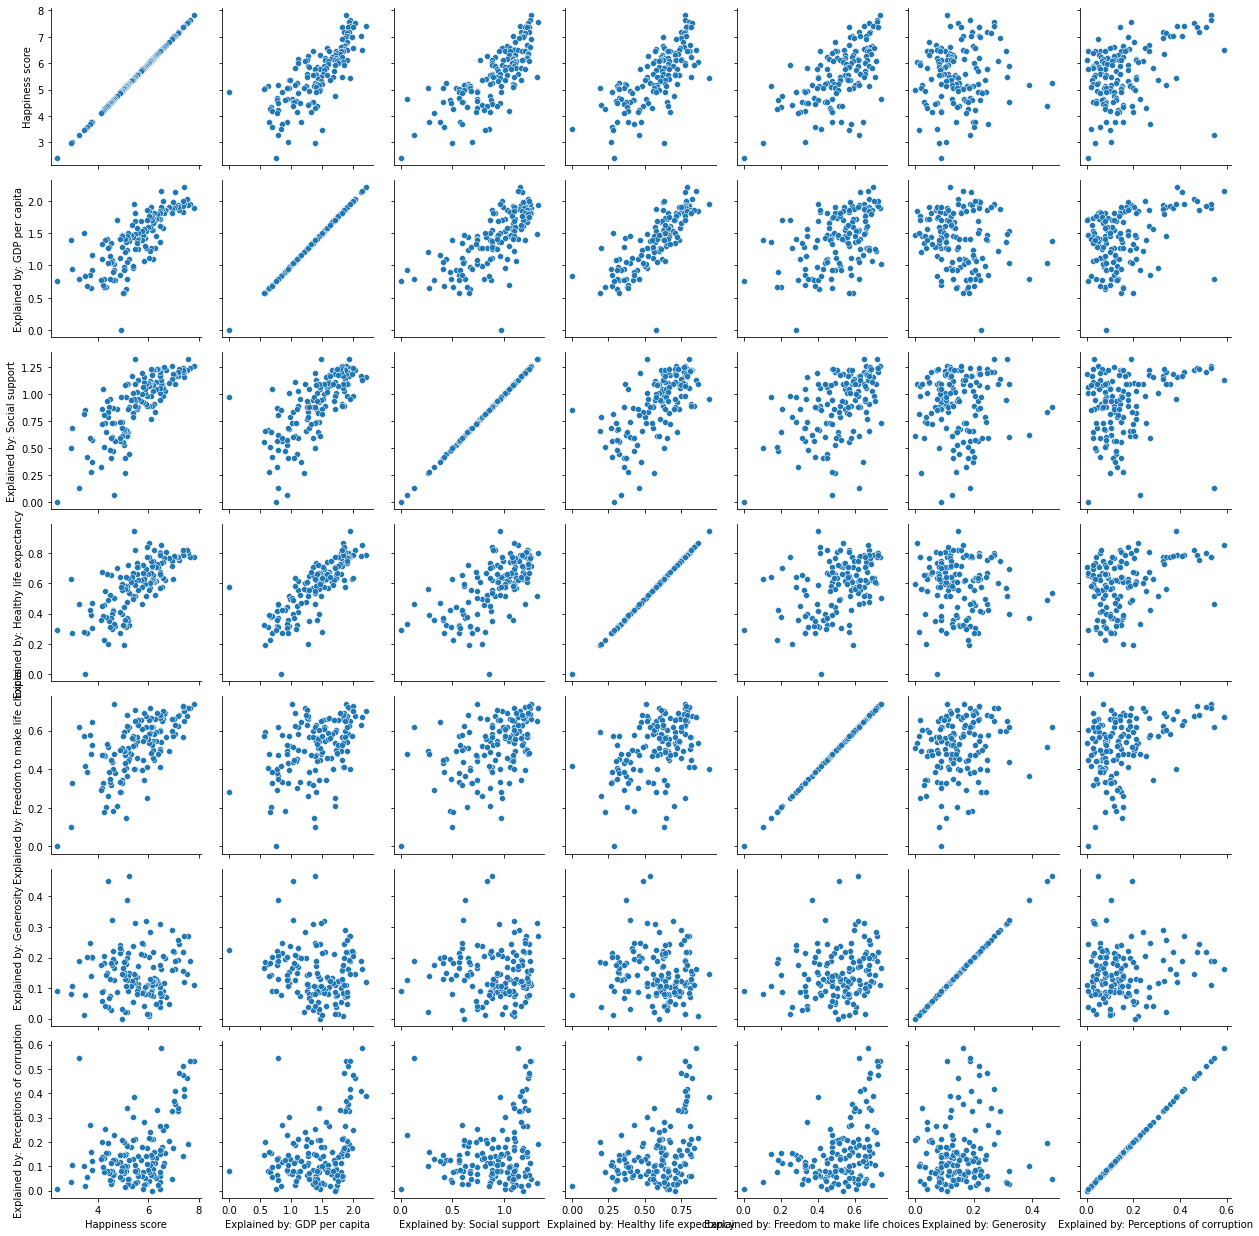 Happiness score
8
7
6
5
4
3
Explained by: GDP per capita
2.0
1.5
1.0
0.5
0.0
Explained by: Social support
1.25
1.00
0.75
0.50
0.25
0.00
Explained by: Healthy life expectancy
0.8
0.6
0.4
0.2
0.0
Explained by: Freedom to make life choices
0.6
0.4
0.2
0.0
Explained by: Generosity
0.4
0.3
0.2
0.1
0.0
Explained by: Perceptions of corruption
0.6
0.5
0.4
0.3
0.2
0.1
0.0
4 6 8
0.0 0.5 1.0 1.5 2.0
0.0 0.5 1.0
0.00 0.25 0.50 0.75
0.0 0.2 0.4 0.6
0.0 0.2 0.4
0.0 0.2 0.4 0.6
Happiness score
Explained by: GDP per capita
Explained by: Social support
Explained by: Healthy life expectancy
Explained by: Freedom to make life choices
Explained by: Generosity
Explained by: Perceptions of corruption